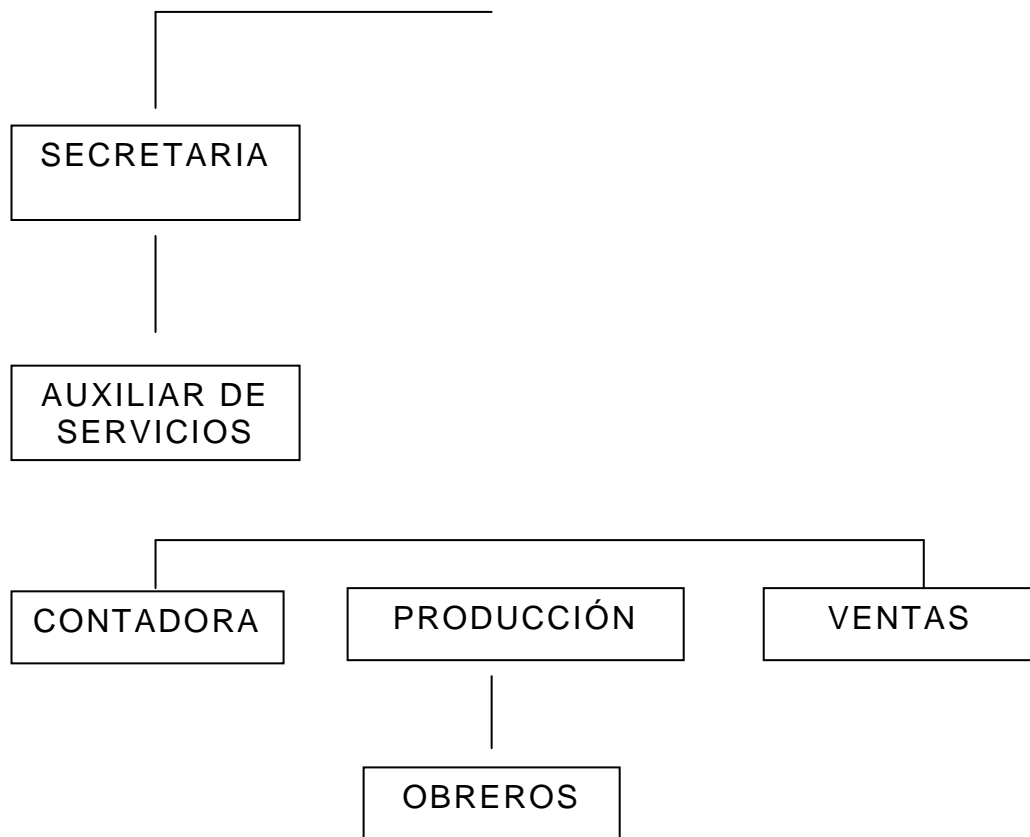 SECRETARIA
AUXILIAR DE
SERVICIOS
CONTADORA
PRODUCCIÓN
VENTAS
OBREROS